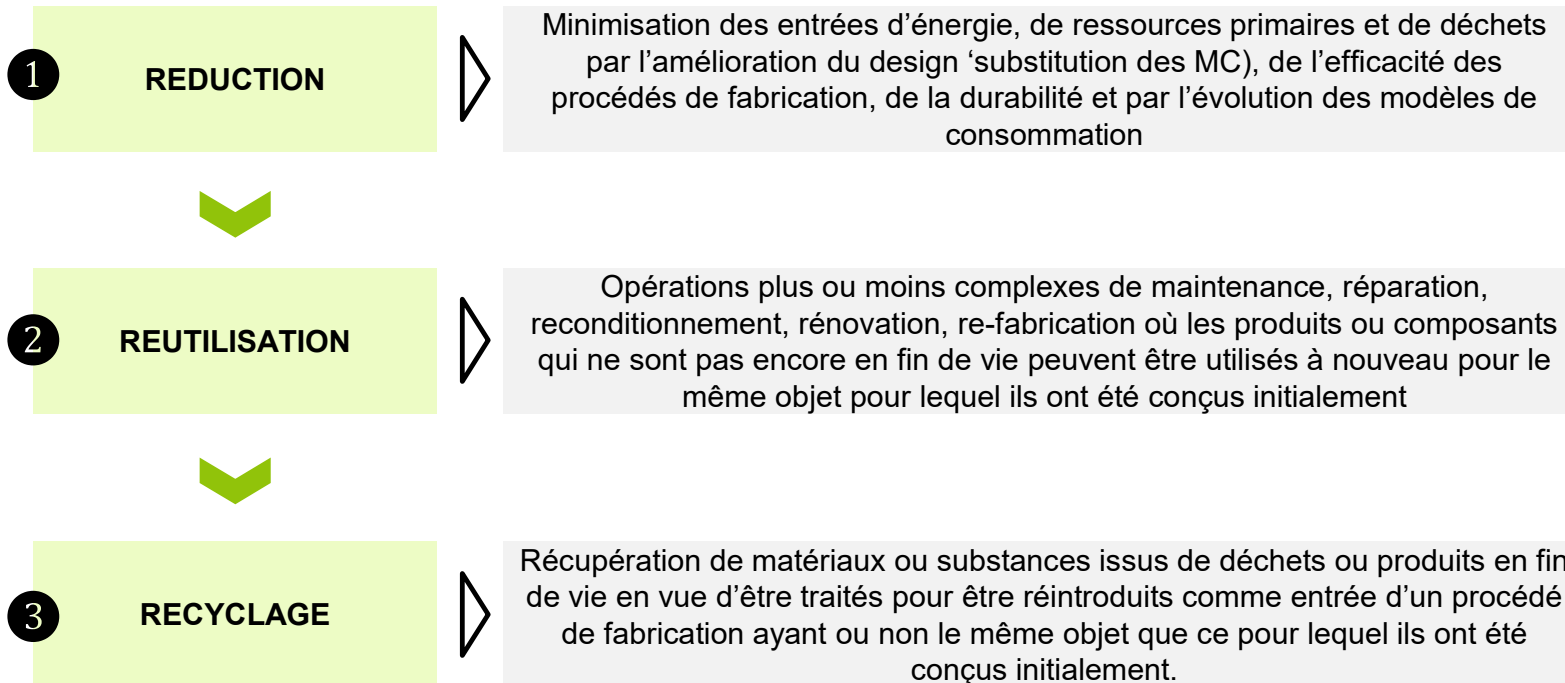 1
REDUCTION
Minimisation des entrées d’énergie, de ressources primaires et de déchets
par l’amélioration du design ‘substitution des MC), de l’efficacité des
procédés de fabrication, de la durabilité et par l’évolution des modèles de
consommation
2
REUTILISATION
Opérations plus ou moins complexes de maintenance, réparation,
reconditionnement, rénovation, re-fabrication où les produits ou composants
qui ne sont pas encore en fin de vie peuvent être utilisés à nouveau pour le
même objet pour lequel ils ont été conçus initialement
3
RECYCLAGE
Récupération de matériaux ou substances issus de déchets ou produits en fin
de vie en vue d’être traités pour être réintroduits comme entrée d’un procédé
de fabrication ayant ou non le même objet que ce pour lequel ils ont été
conçus initialement.